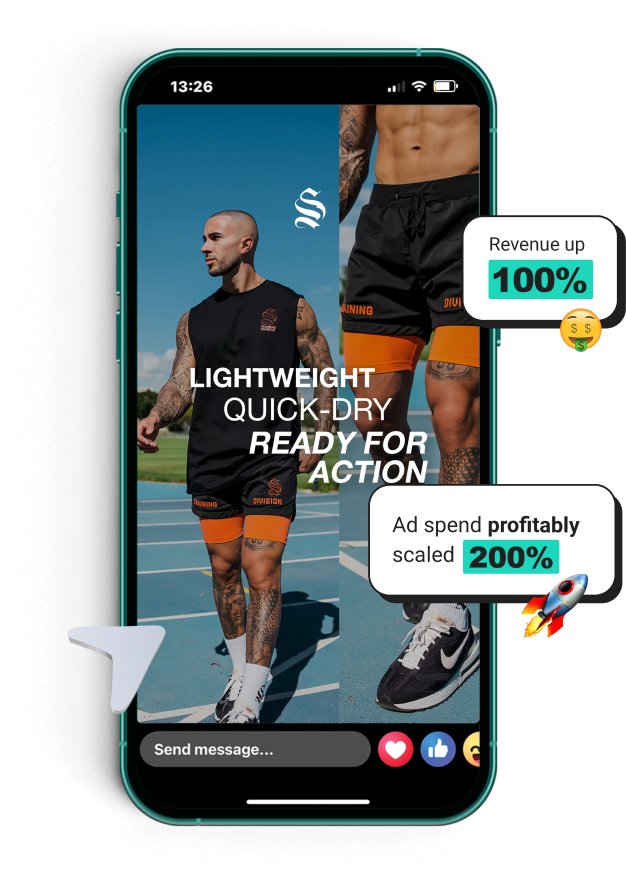 13:26
Revenue up
100%
TRAINING
DIVISION
LIGHTWEIGHT
QUICK-DRY
READY FOR
ACTION
Ad spend profitably
scaled 200%
Send message...